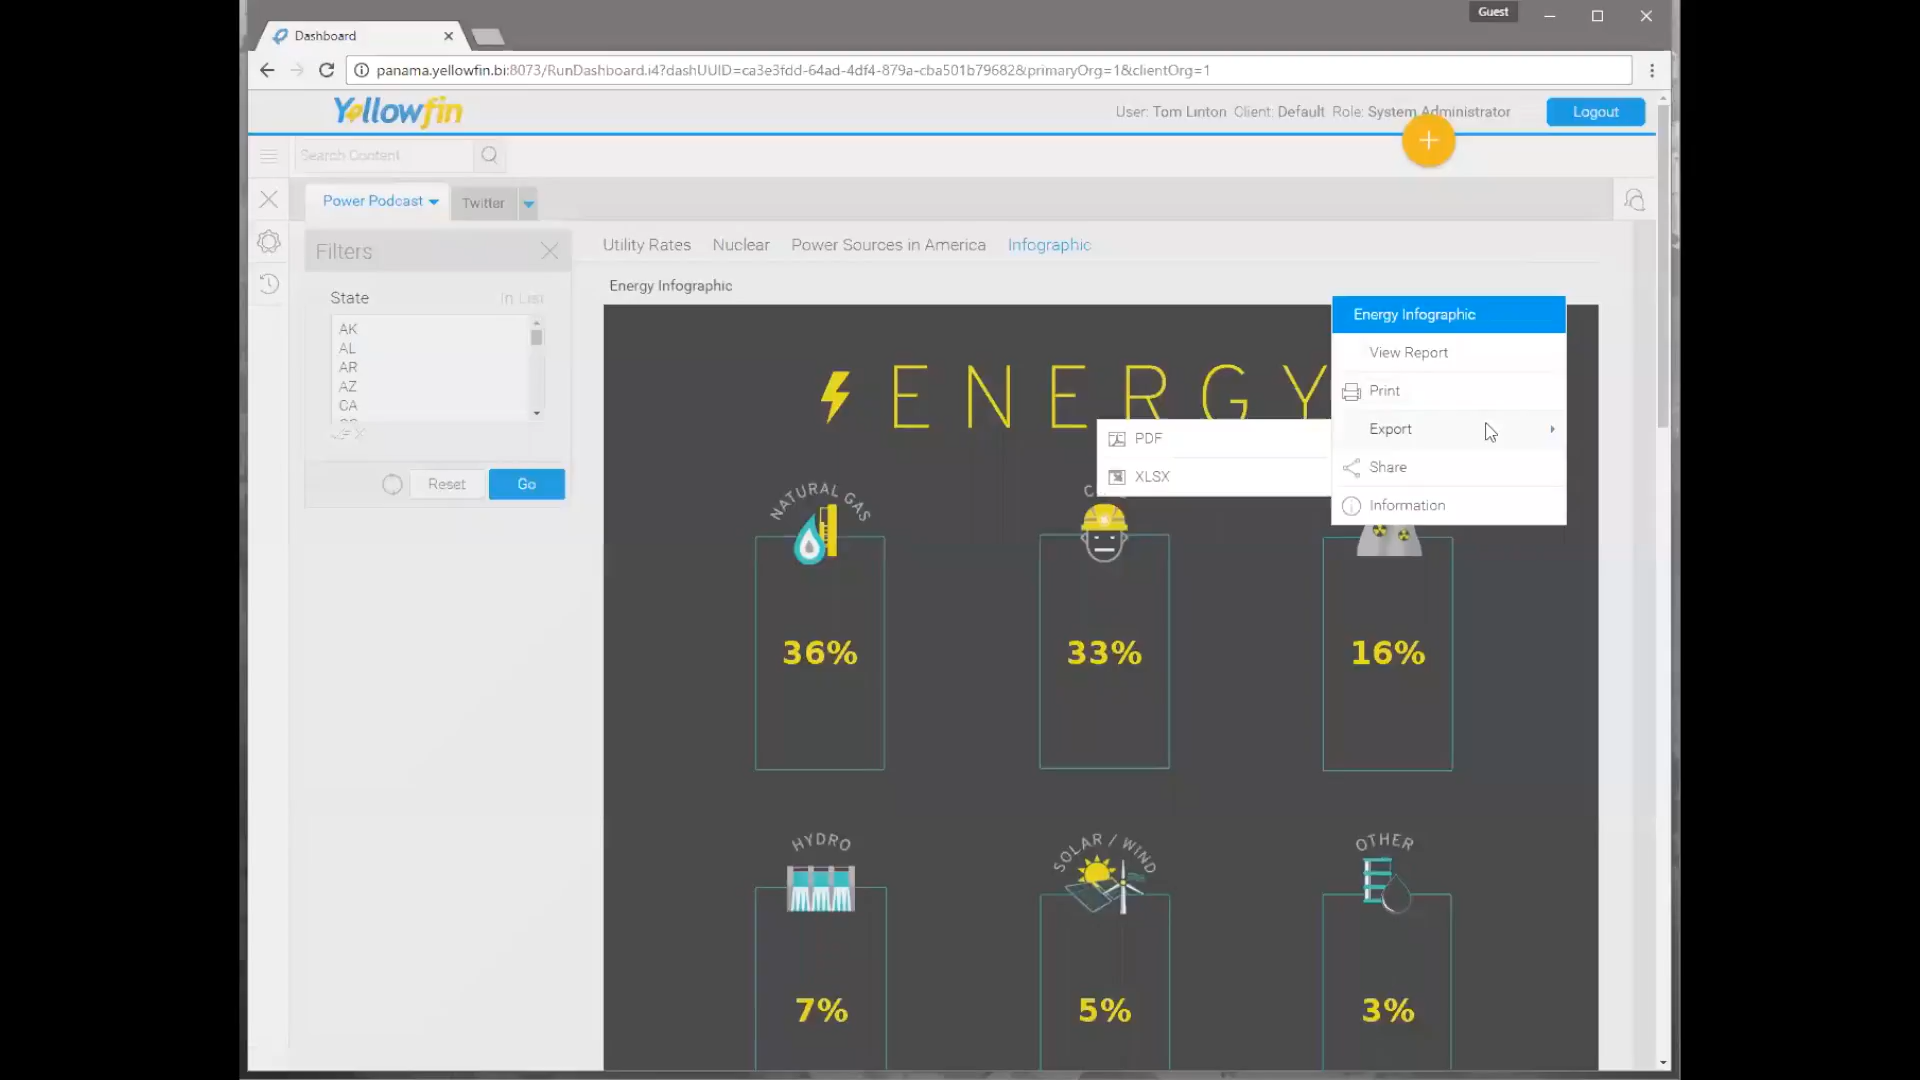 Guest
Dashboard
panama.yellowfin.bi:8073/RunDashboard.i4?dashUUID=ca3e3fdd-64ad-4df4-879a-cba501b79682&primaryOrg=1&clientOrg=1
Yellowfin
User: Tom Linton Client: Default Role: System Administrator
Logout
Search Content
Power Podcast
Twitter
Filters
Utility Rates
Nuclear
Power Sources in America
Infographic
Energy Infographic
State
In List
AK
AL
AR
AZ
CA
Reset
Go
ENERGY
Energy Infographic
View Report
Print
Export
Share
Information
PDF
XLSX
NATURAL GAS
36%
33%
16%
HYDRO
SOLAR / WIND
OTHER
7%
5%
3%